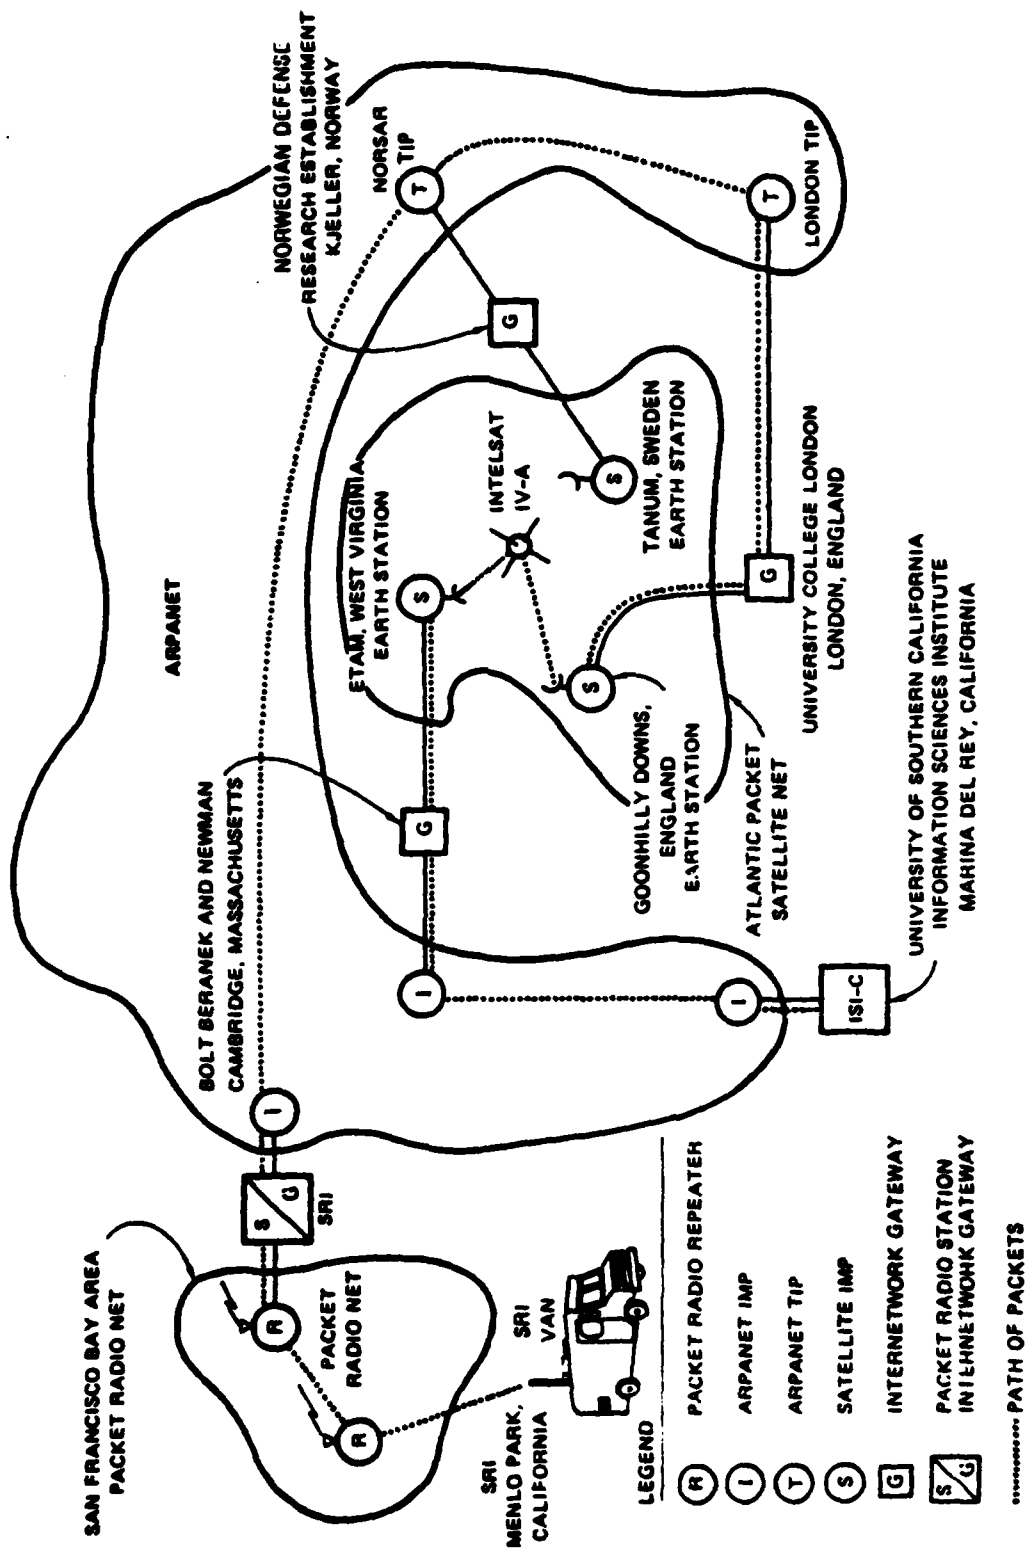 SAN FRANCISCO BAY AREA
PACKET RADIO NET
R
R
PACKET
RADIO NET
SRI
MENLO PARK,
CALIFORNIA
SRI
VAN
S
G
SRI
I
BOLT BERANEK AND NEWMAN
CAMBRIDGE, MASSACHUSETTS
ARPANET
NORWEGIAN DEFENSE
RESEARCH ESTABLISHMENT
KJELLER, NORWAY
NORSAR
TIP
T
G
I
G
S
ETAM, WEST VIRGINIA
EARTH STATION
INTELSAT
IV-A
S
TANUM, SWEDEN
EARTH STATION
S
GOONHILLY DOWNS,
ENGLAND
EARTH STATION
ATLANTIC PACKET
SATELLITE NET
G
UNIVERSITY COLLEGE LONDON
LONDON, ENGLAND
T
LONDON TIP
I
ISI-C
UNIVERSITY OF SOUTHERN CALIFORNIA
INFORMATION SCIENCES INSTITUTE
MARINA DEL REY, CALIFORNIA
LEGEND
R PACKET RADIO REPEATER
I ARPANET IMP
T ARPANET TIP
S SATELLITE IMP
G INTERNETWORK GATEWAY
S G PACKET RADIO STATION
INTERNETWORK GATEWAY
PATH OF PACKETS